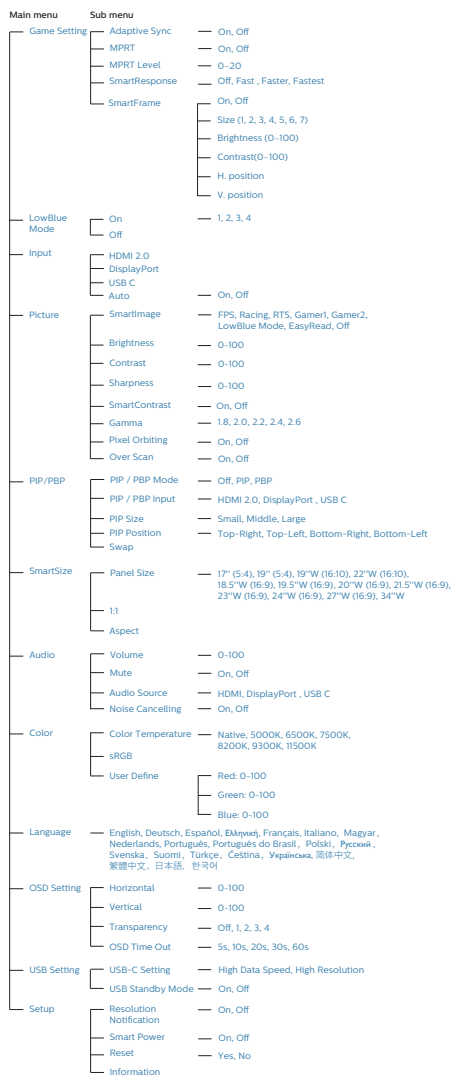 Main menu Sub menu
Game Setting Adaptive Sync On, Off
MPRT On, Off
MPRT Level 0~20
SmartResponse Off, Fast , Faster, Fastest
SmartFrame On, Off
Size (1, 2, 3, 4, 5, 6, 7)
Brightness (0~100)
Contrast(0~100)
H. position
V. position
LowBlue On 1, 2, 3, 4
Mode
Off
Input HDMI 2.0
DisplayPort
USB C
Auto On, Off
Picture SmartImage FPS, Racing, RTS, Gamer1, Gamer2,
LowBlue Mode, EasyRead, Off
Brightness 0~100
Contrast 0~100
Sharpness 0~100
SmartContrast On, Off
Gamma 1.8, 2.0, 2.2, 2.4, 2.6
Pixel Orbiting On, Off
Over Scan On, Off
PIP/PBP PIP / PBP Mode Off, PIP, PBP
PIP / PBP Input HDMI 2.0, DisplayPort , USB C
PIP Size Small, Middle, Large
PIP Position Top-Right, Top-Left, Bottom-Right, Bottom-Left
Swap
SmartSize Panel Size 17" (5:4), 19" (5:4), 19"W (16:10), 22"W (16:10),
18.5"W (16:9), 19.5"W (16:9), 20"W (16:9), 21.5"W (16:9),
23"W (16:9), 24"W (16:9), 27"W (16:9), 34"W
1:1
Aspect
Audio Volume 0~100
Mute On, Off
Audio Source HDMI, DisplayPort , USB C
Noise Cancelling On, Off
Color Color Temperature Native, 5000K, 6500K, 7500K,
8200K, 9300K, 11500K
sRGB
User Define Red: 0~100
Green: 0~100
Blue: 0~100
Language English, Deutsch, Español, Ελληνική, Français, Italiano, Magyar,
Nederlands, Português, Português do Brasil, Polski, Русский ,
Svenska, Suomi, Türkçe, Čeština, Українська, 简体中文,
繁體中文, 日本語, 한국어
OSD Setting Horizontal 0~100
Vertical 0~100
Transparency Off, 1, 2, 3, 4
OSD Time Out 5s, 10s, 20s, 30s, 60s
USB Setting USB-C Setting High Data Speed, High Resolution
USB Standby Mode On, Off
Setup Resolution On, Off
Notification
Smart Power On, Off
Reset Yes, No
Information